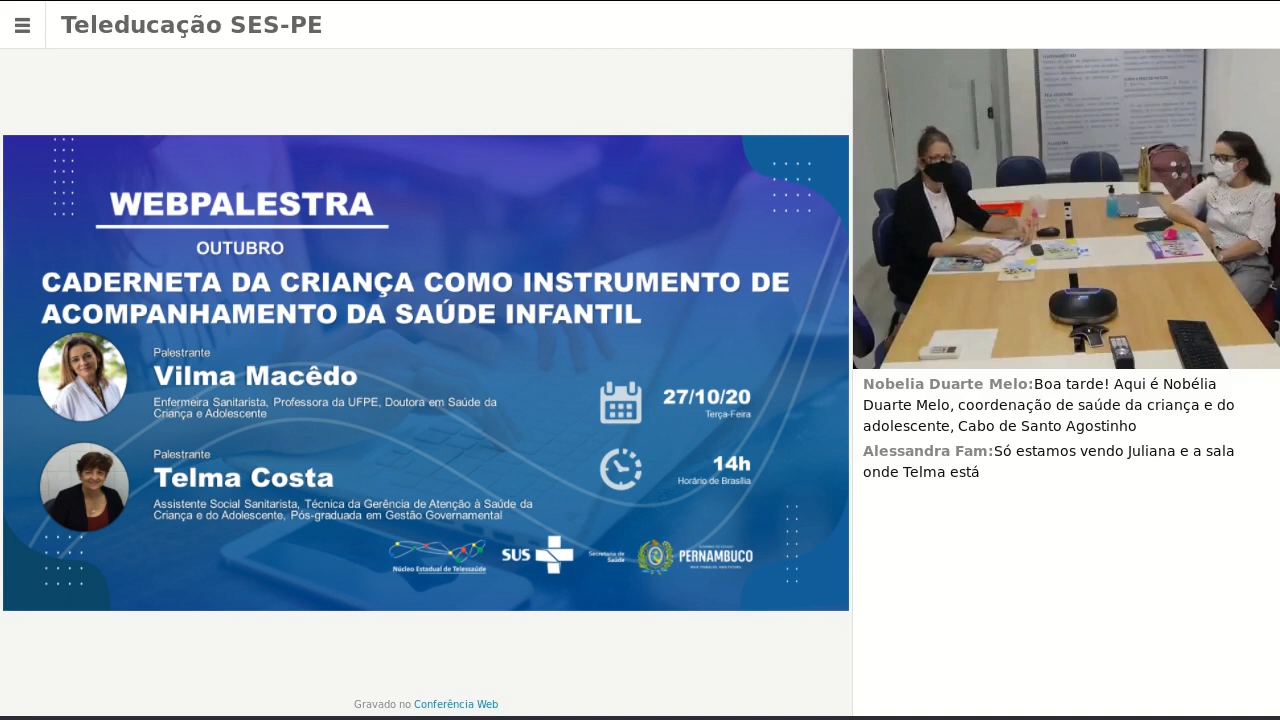 Teleducação SES-PE
WEBPALESTRA
OUTUBRO
CADERNETA DA CRIANÇA COMO INSTRUMENTO DE
ACOMPANHAMENTO DA SAÚDE INFANTIL
Palestrante
Vilma Macêdo
Enfermeira Sanitarista, Professora da UFPE, Doutora em Saúde da
Criança e Adolescente
27/10/20
Terça-Feira
Palestrante
Telma Costa
Assistente Social Sanitarista, Técnica da Gerência de Atenção à Saúde da
Criança e do Adolescente, Pós-graduada em Gestão Governamental
14h
Horário de Brasília
Núcleo Estadual de Telessaúde
SUS
Secretaria de
Saúde
PERNAMBUCO
Nobelia Duarte Melo:Boa tarde! Aqui é Nobélia
Duarte Melo, coordenação de saúde da criança e do
adolescente, Cabo de Santo Agostinho
Alessandra Fam:Só estamos vendo Juliana e a sala
onde Telma está
Gravado no Conferência Web